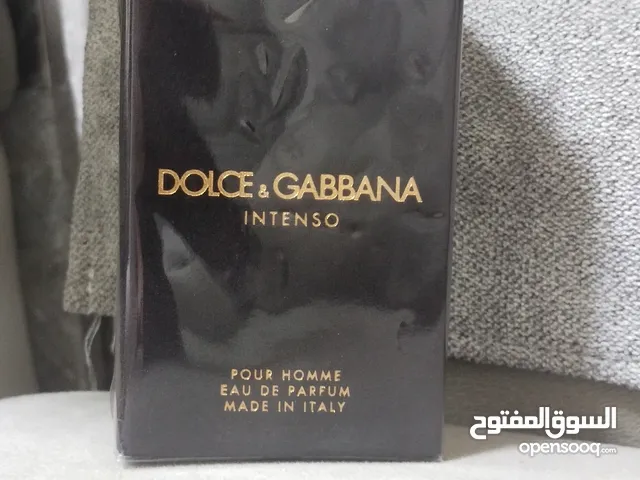 DOLCE & GABBANA
INTENSO
POUR HOMME
EAU DE PARFUM
MADE IN ITALY
السوق المفتوح
opensooq.com